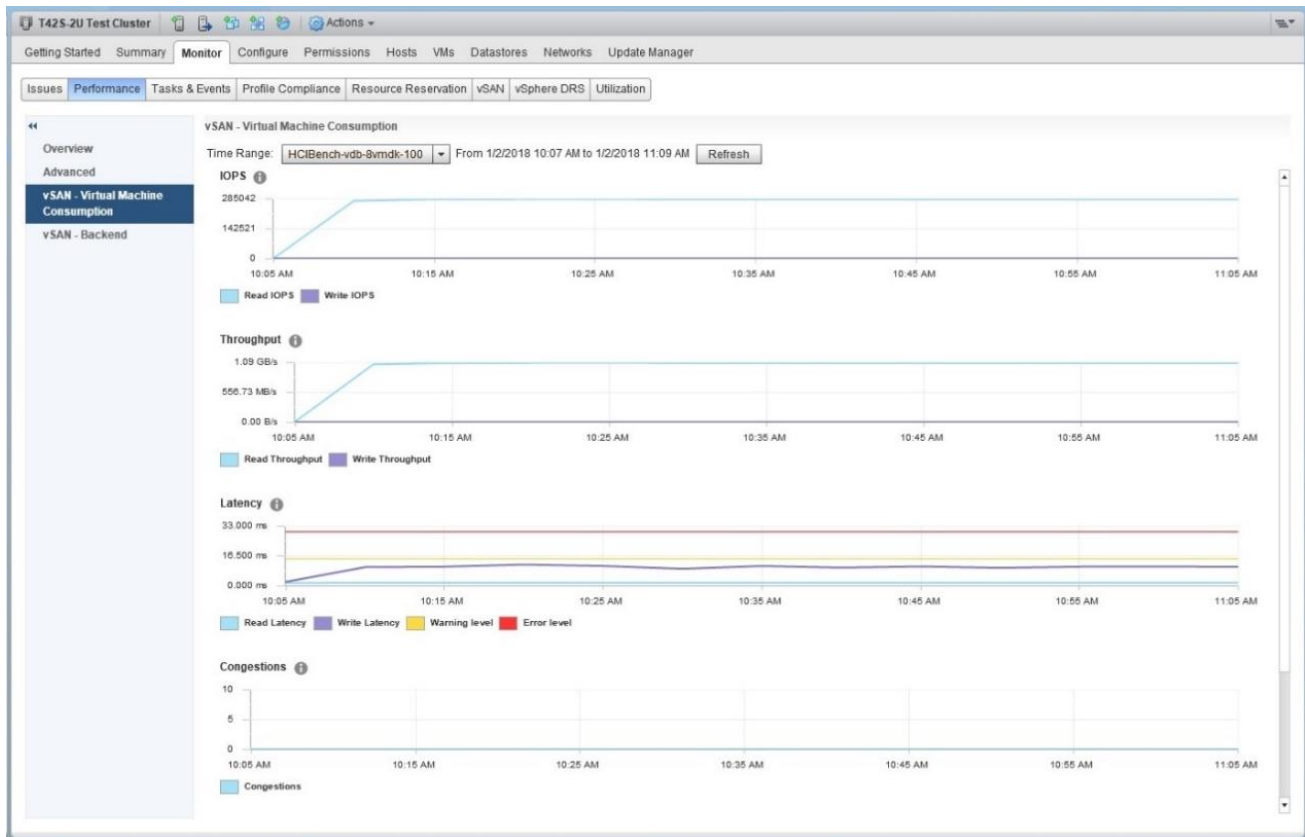 T42S-2U Test Cluster Actions
Getting Started Summary Monitor Configure Permissions Hosts VMs Datastores Networks Update Manager
Issues Performance Tasks & Events Profile Compliance Resource Reservation vSAN vSphere DRS Utilization
Overview
Advanced
vSAN - Virtual Machine
Consumption
vSAN - Backend
vSAN - Virtual Machine Consumption
Time Range: HCIBench-vdb-8vmdk-100 From 1/2/2018 10:07 AM to 1/2/2018 11:09 AM Refresh
IOPS
285042
142521
0
10:05 AM 10:15 AM 10:25 AM 10:35 AM 10:45 AM 10:55 AM 11:05 AM
Read IOPS Write IOPS
Throughput
1.09 GB/s
556.73 MB/s
0.00 B/s
10:05 AM 10:15 AM 10:25 AM 10:35 AM 10:45 AM 10:55 AM 11:05 AM
Read Throughput Write Throughput
Latency
33.000 ms
16.500 ms
0.000 ms
10:05 AM 10:15 AM 10:25 AM 10:35 AM 10:45 AM 10:55 AM 11:05 AM
Read Latency Write Latency Warning level Error level
Congestions
10
5
0
10:05 AM 10:15 AM 10:25 AM 10:35 AM 10:45 AM 10:55 AM 11:05 AM
Congestions